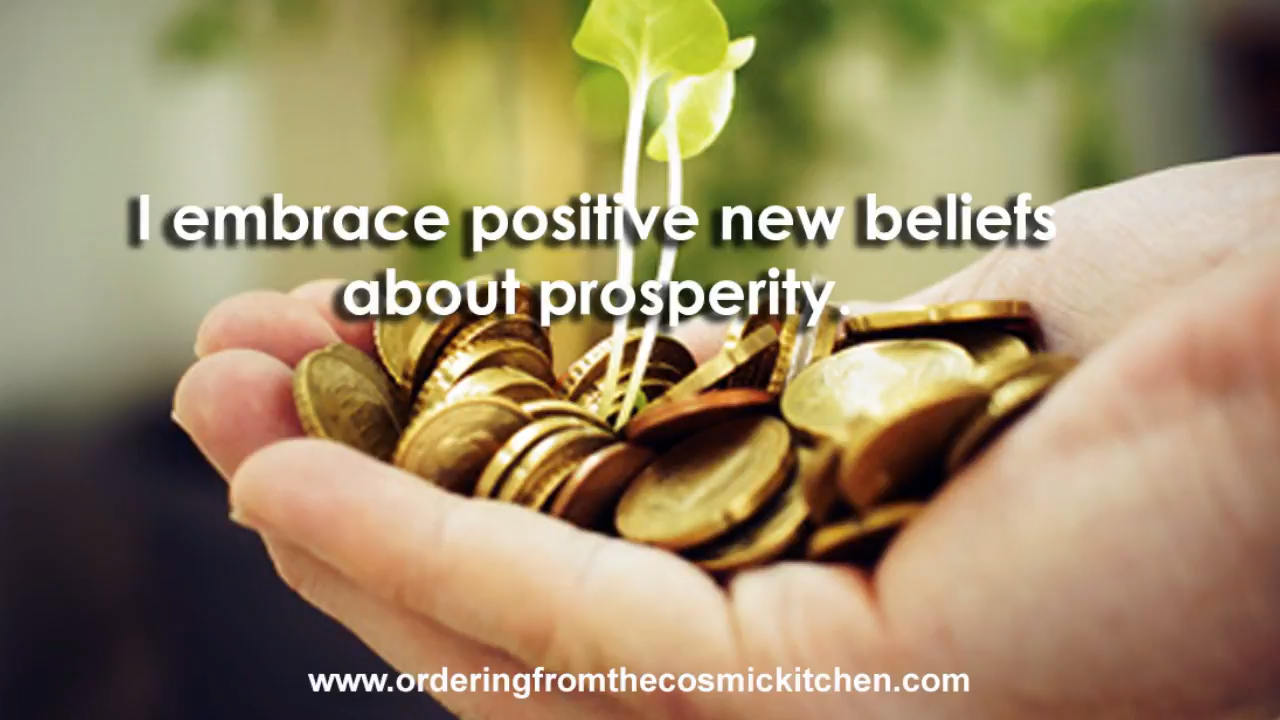 I embrace positive new beliefs
about prosperity.
www.orderingfromthecosmickitchen.com